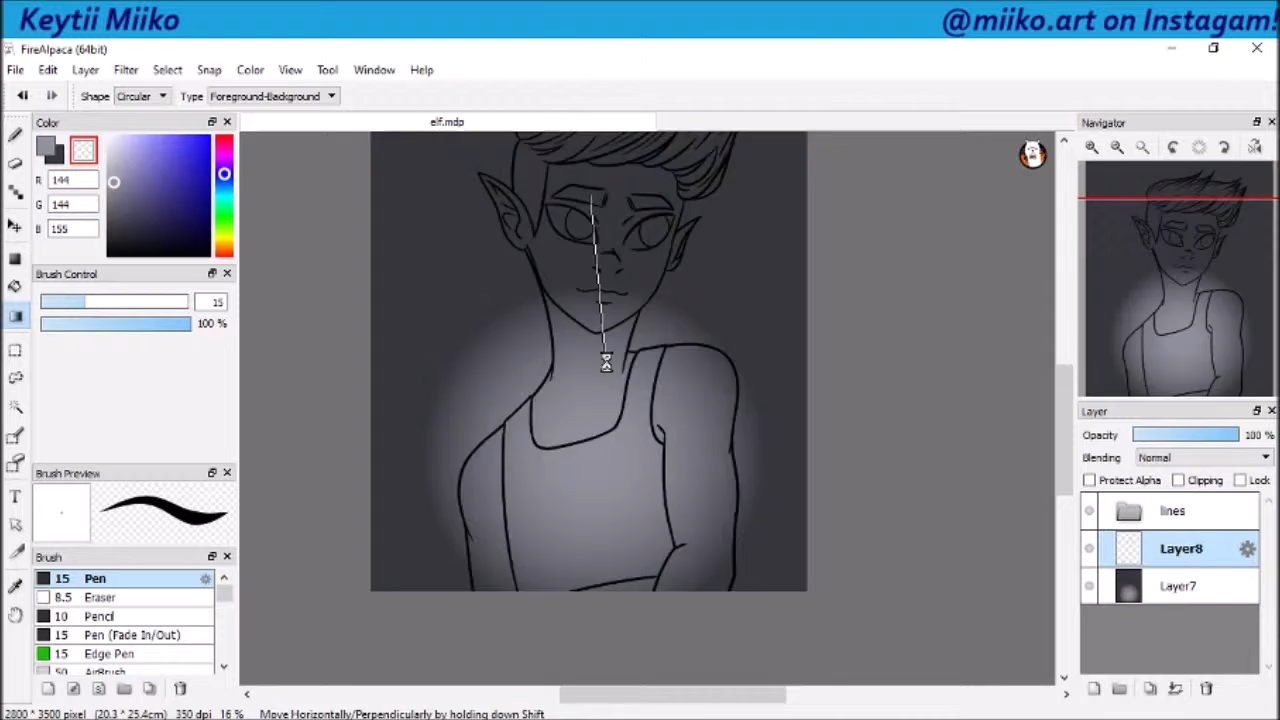 Keytii Miiko
@miiko.art on Instagam!
FireAlpaca (64bit)
File Edit Layer Filter Select Snap Color View Tool Window Help
Shape Circular Type Foreground-Background
Color
elf.mdp
Navigator
R 144
G 144
B 155
Brush Control
15
100 %
Brush Preview
Brush
15 Pen
8.5 Eraser
10 Pencil
15 Pen (Fade In/Out)
15 Edge Pen
50 AirBrush
Layer
Opacity 100 %
Blending Normal
Protect Alpha Clipping Lock
lines
Layer8
Layer7
2800 * 3500 pixel (20.3 * 25.4cm) 350 dpi 16 % Move Horizontally/Perpendicularly by holding down Shift